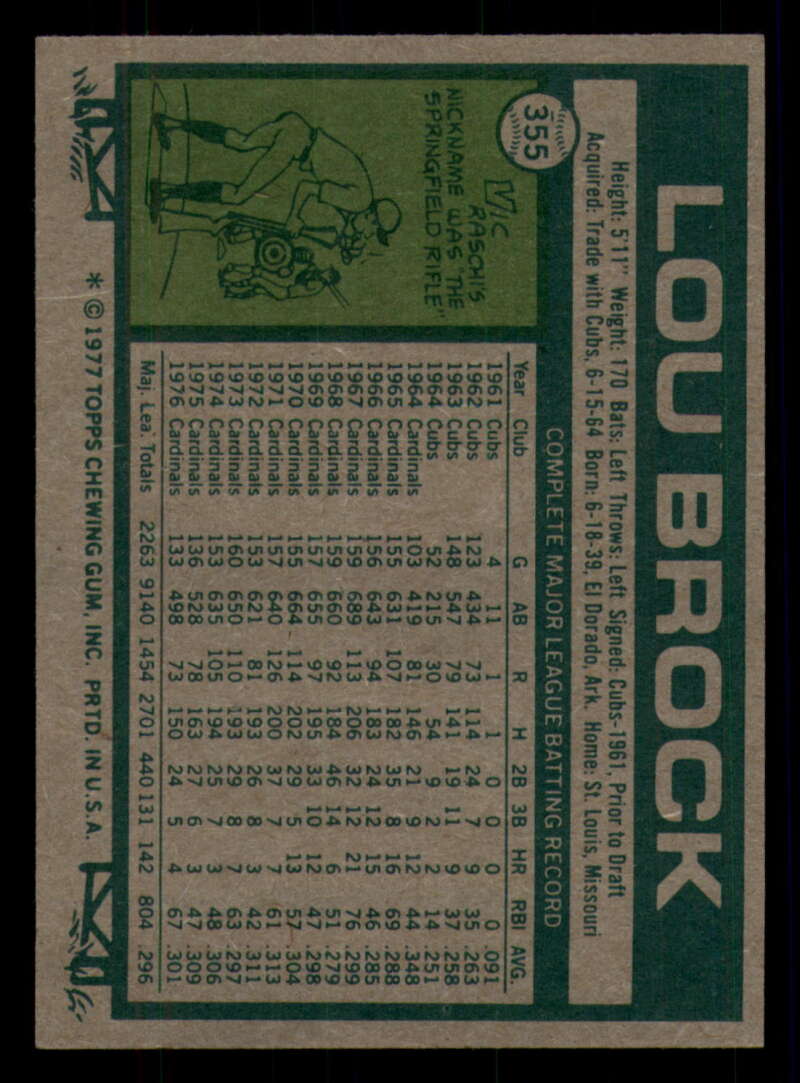 LOU BROCK
Height: 5'11" Weight: 170 Bats: Left Throws: Left Signed: Cubs-1961, Prior to Draft
Acquired: Trade with Cubs, 6-15-64 Born: 6-18-39, El Dorado, Ark. Home: St. Louis, Missouri
355
VIC
RASCHI'S
NICKNAME WAS THE
"SPRINGFIELD RIFLE"
COMPLETE MAJOR LEAGUE BATTING RECORD
Year Club G AB R H 2B 3B HR RBI AVG.
1961 Cubs 4 11 1 1 0 0 0 0 .091
1962 Cubs 123 434 73 114 24 7 9 35 .263
1963 Cubs 148 547 79 141 19 11 9 37 .258
1964 Cubs 52 215 30 54 9 2 2 14 .251
1964 Cardinals 103 419 81 146 21 9 12 44 .348
1965 Cardinals 155 631 107 182 35 8 16 69 .288
1966 Cardinals 156 643 94 183 24 12 15 46 .285
1967 Cardinals 159 689 113 206 32 12 21 76 .299
1968 Cardinals 159 660 92 184 46 14 6 51 .279
1969 Cardinals 157 655 97 195 33 10 12 47 .298
1970 Cardinals 155 664 114 202 29 5 13 57 .304
1971 Cardinals 157 640 126 200 37 7 7 61 .313
1972 Cardinals 153 621 81 193 26 8 3 42 .311
1973 Cardinals 160 650 110 193 29 8 7 63 .297
1974 Cardinals 153 635 105 194 25 7 3 48 .306
1975 Cardinals 136 528 78 163 27 6 3 47 .309
1976 Cardinals 133 498 73 150 24 5 4 67 .301
Maj. Lea. Totals 2263 9140 1454 2701 440 131 142 804 .296
* © 1977 TOPPS CHEWING GUM, INC. PRTD. IN U.S.A.